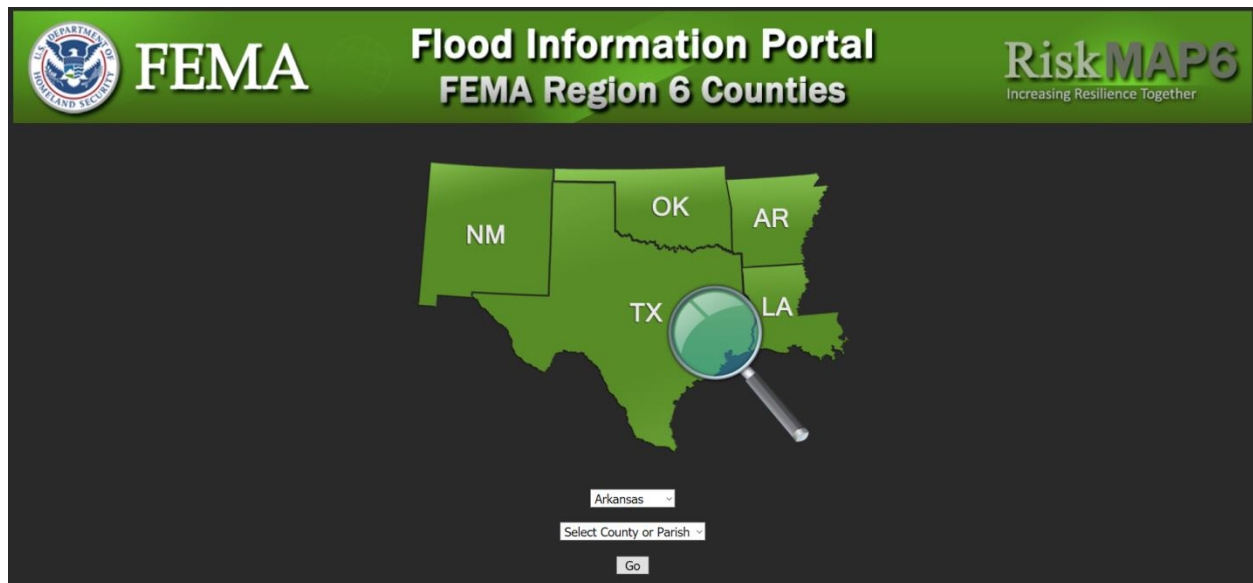 U.S. DEPARTMENT OF HOMELAND SECURITY
FEMA
Flood Information Portal
FEMA Region 6 Counties
RiskMAP6
Increasing Resilience Together
NM
OK
AR
TX
LA
Arkansas
Select County or Parish
Go